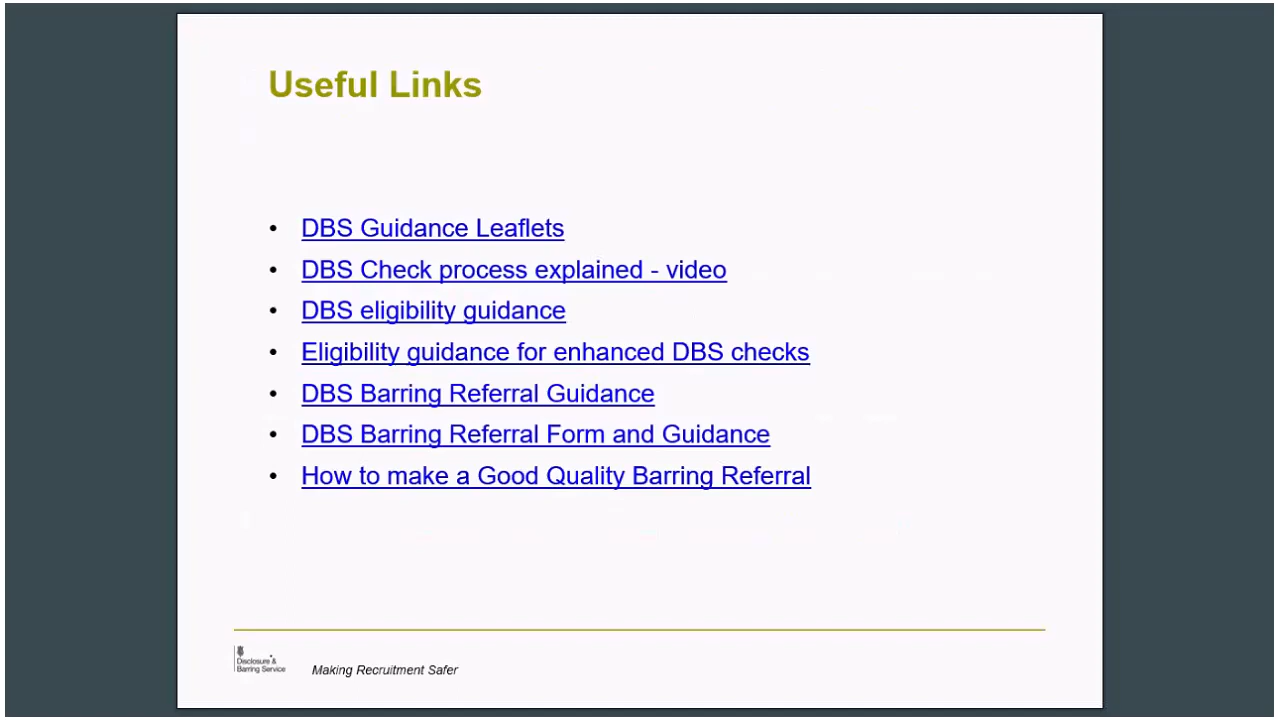 Useful Links
• DBS Guidance Leaflets
• DBS Check process explained - video
• DBS eligibility guidance
• Eligibility guidance for enhanced DBS checks
• DBS Barring Referral Guidance
• DBS Barring Referral Form and Guidance
• How to make a Good Quality Barring Referral
Disclosure &
Barring Service
Making Recruitment Safer